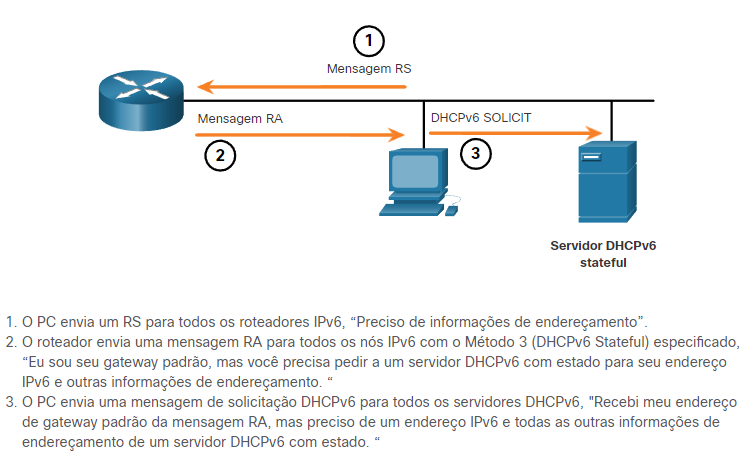 1
Mensagem RS
Mensagem RA
DHCPv6 SOLICIT
2
3
Servidor DHCPv6
stateful
1. O PC envia um RS para todos os roteadores IPv6, “Preciso de informações de endereçamento”.
2. O roteador envia uma mensagem RA para todos os nós IPv6 com o Método 3 (DHCPv6 Stateful) especificado,
“Eu sou seu gateway padrão, mas você precisa pedir a um servidor DHCPv6 com estado para seu endereço
IPv6 e outras informações de endereçamento. “
3. O PC envia uma mensagem de solicitação DHCPv6 para todos os servidores DHCPv6, "Recebi meu endereço
de gateway padrão da mensagem RA, mas preciso de um endereço IPv6 e todas as outras informações de
endereçamento de um servidor DHCPv6 com estado. “